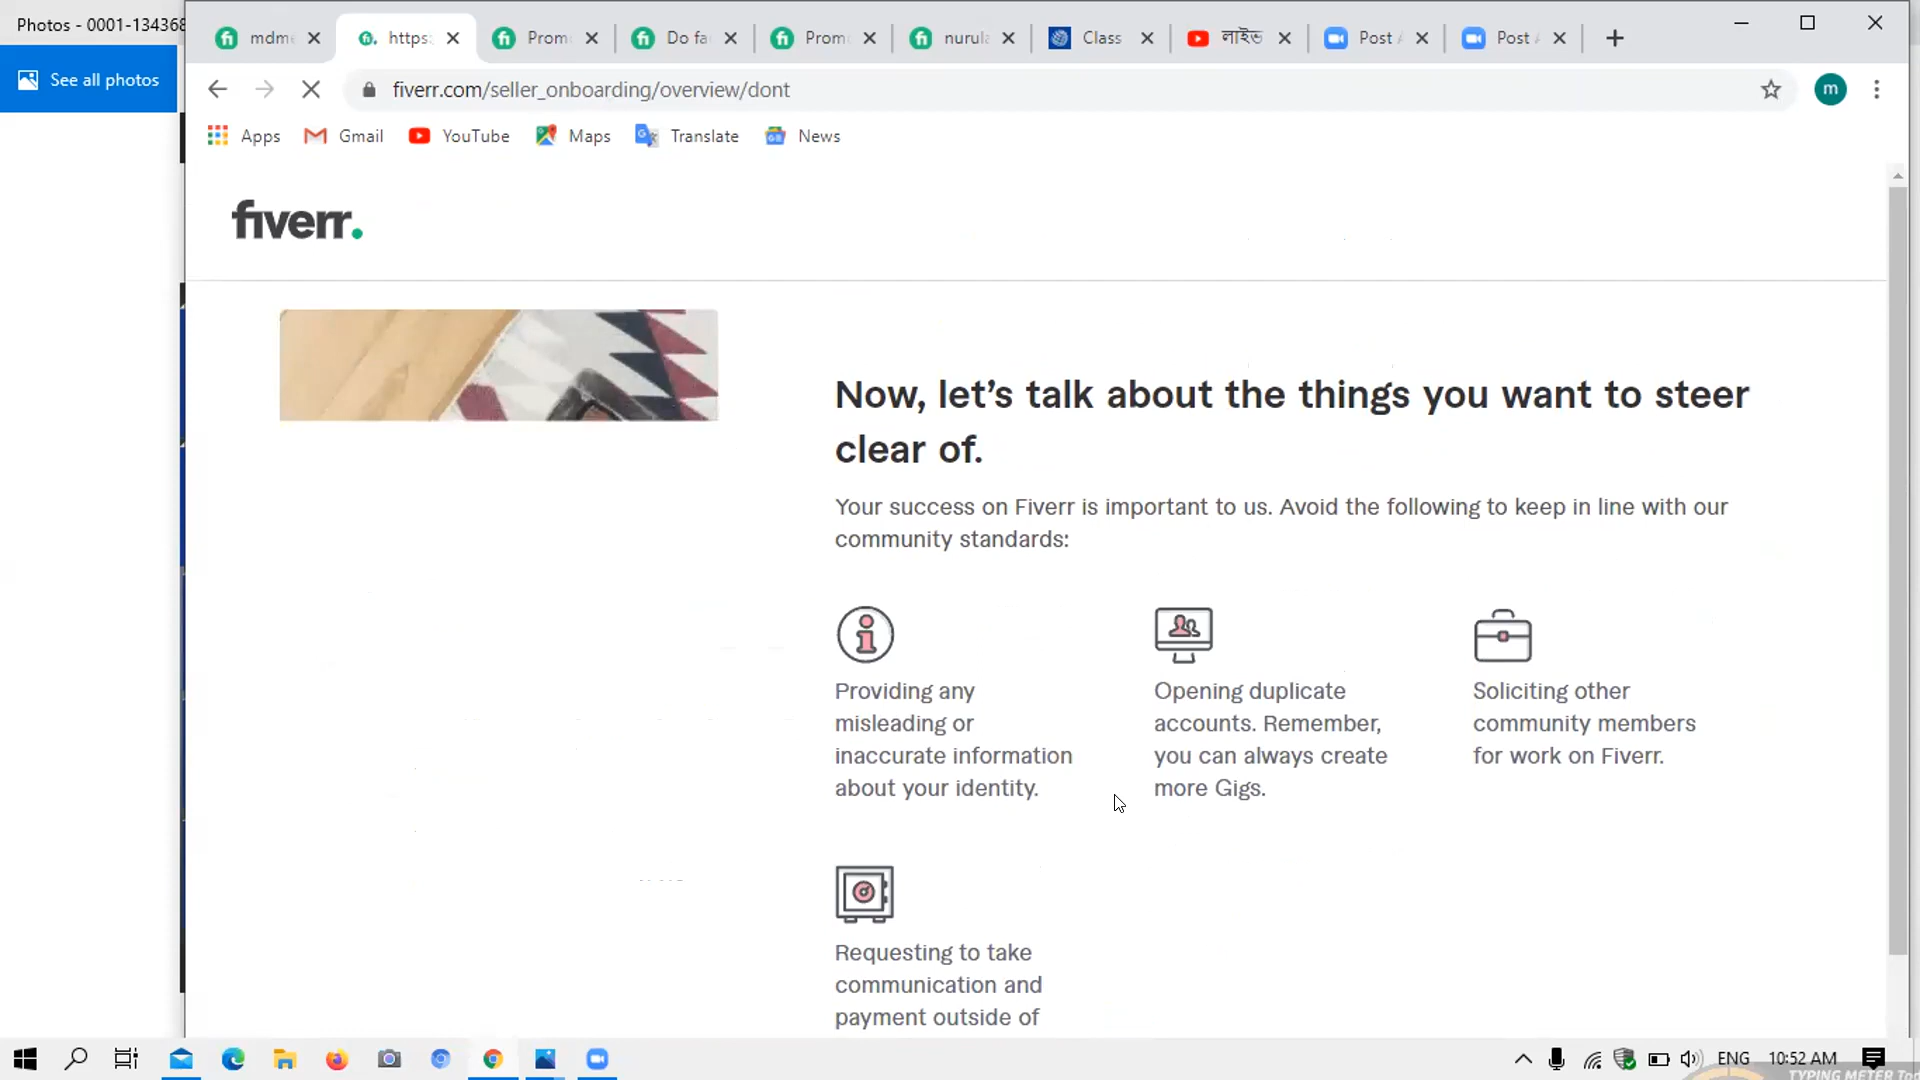 Photos - 0001-134368
mdm
https:
Prom
Do fa
Prom
nurul
Class
লাইভ
Post
Post
See all photos
fiverr.com/seller_onboarding/overview/dont
m
Apps
Gmail
YouTube
Maps
Translate
News
fiverr.
Now, let's talk about the things you want to steer
clear of.
Your success on Fiverr is important to us. Avoid the following to keep in line with our
community standards:
Providing any
misleading or
inaccurate information
about your identity.
Opening duplicate
accounts. Remember,
you can always create
more Gigs.
Soliciting other
community members
for work on Fiverr.
Requesting to take
communication and
payment outside of
ENG
10:52 AM
TYPING METER